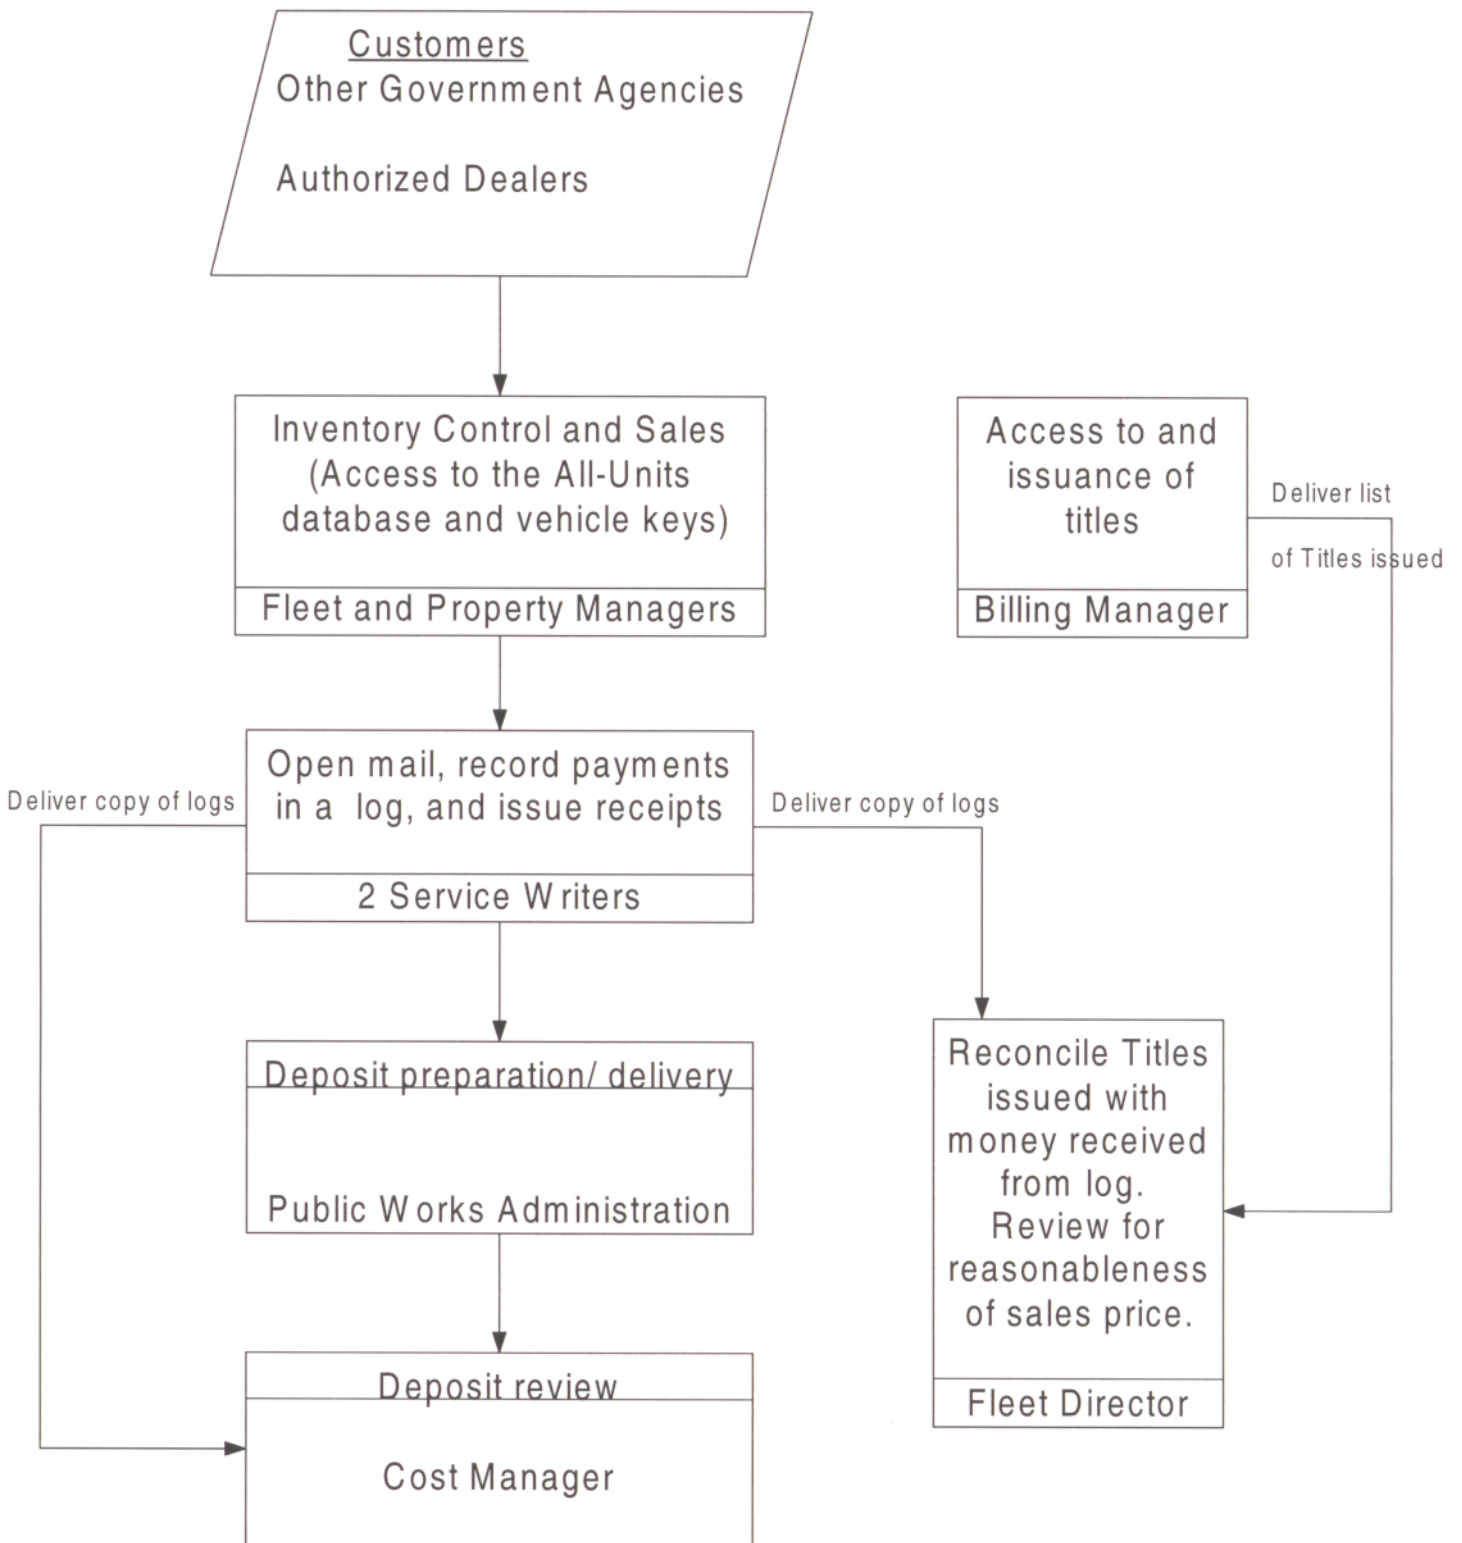 Customers
Other Government Agencies
Authorized Dealers
Inventory Control and Sales
(Access to the All-Units
database and vehicle keys)
Fleet and Property Managers
Access to and
issuance of
titles
Billing Manager
Deliver list
of Titles issued
Open mail, record payments
in a log, and issue receipts
2 Service Writers
Deliver copy of logs
Deliver copy of logs
Deposit preparation/ delivery
Public Works Administration
Reconcile Titles
issued with
money received
from log.
Review for
reasonableness
of sales price.
Fleet Director
Deposit review
Cost Manager